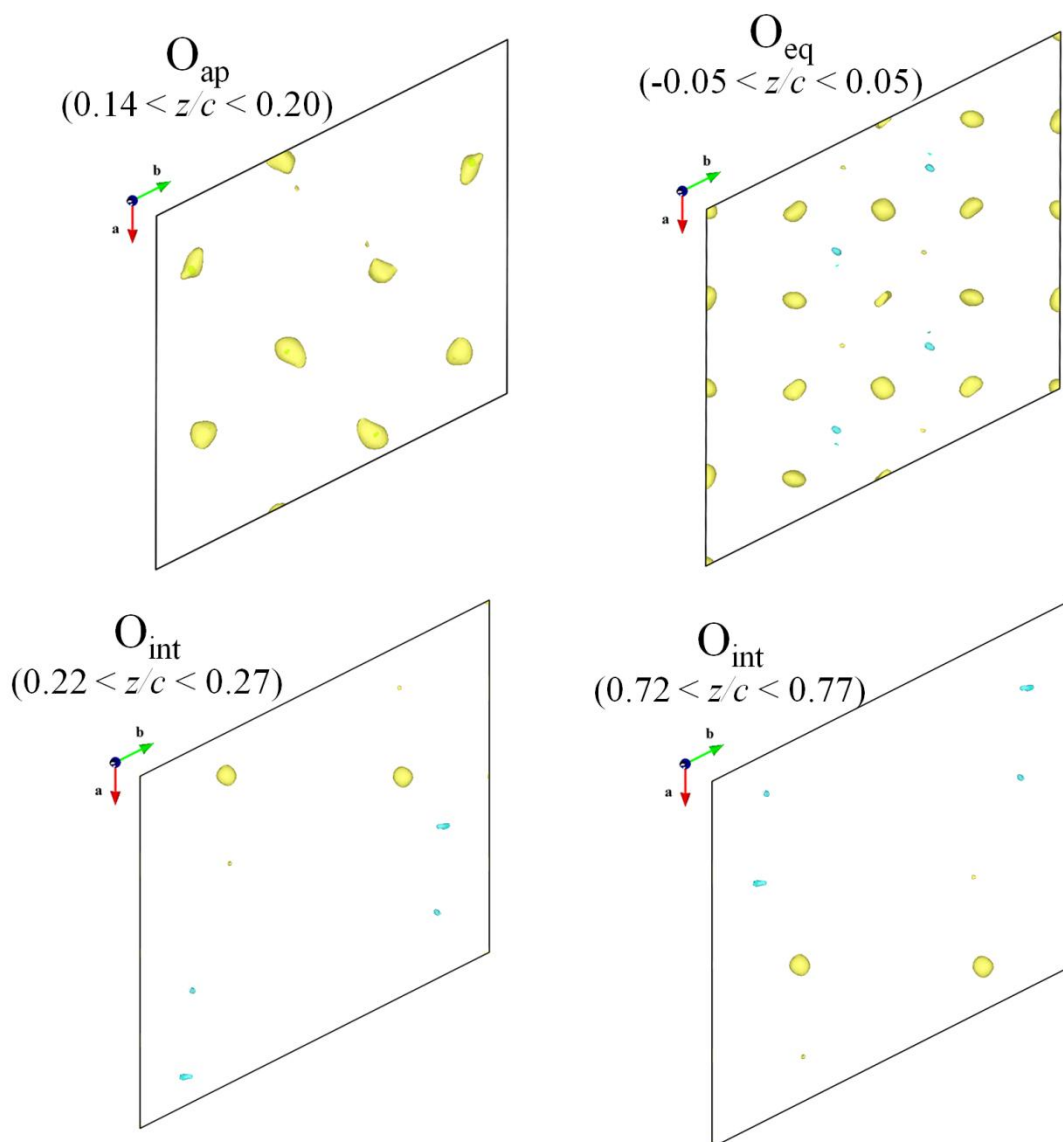 O_ap
(0.14 < z/c < 0.20)
b
a
O_eq
(-0.05 < z/c < 0.05)
b
a
O_int
(0.22 < z/c < 0.27)
b
a
O_int
(0.72 < z/c < 0.77)
b
a